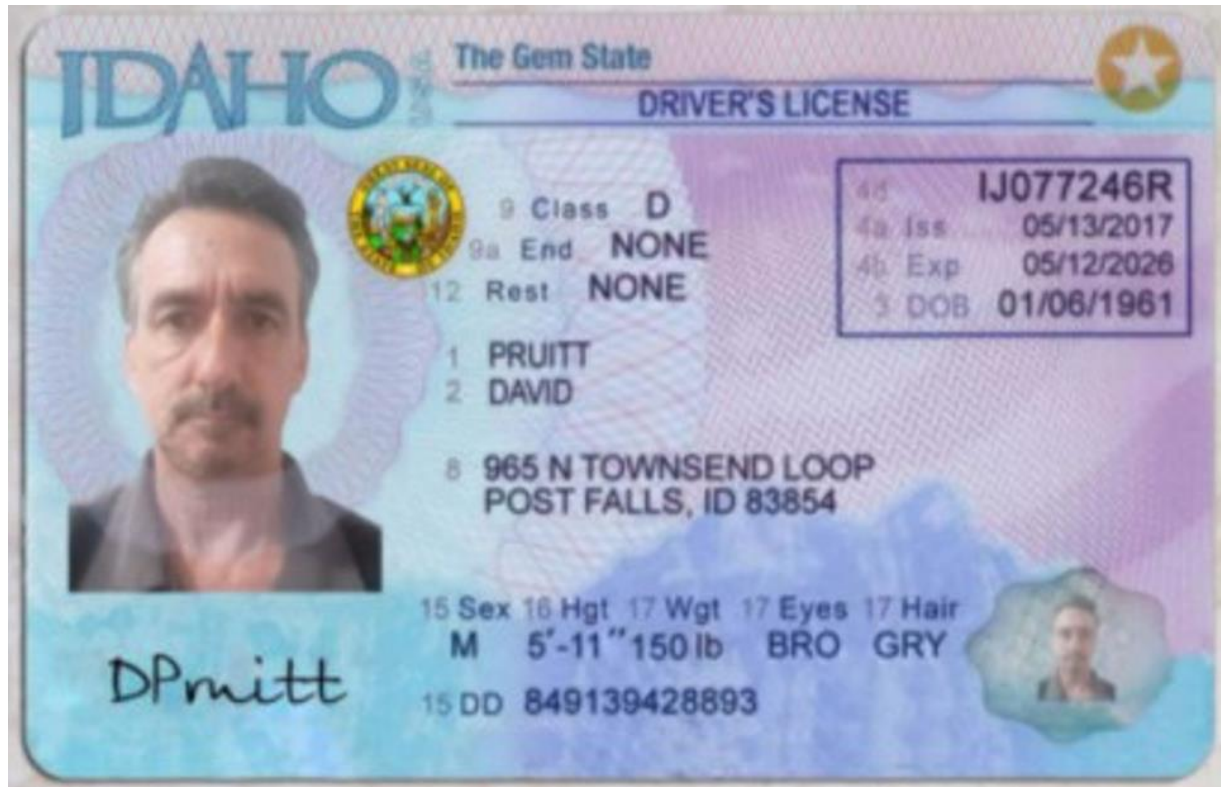 IDAHO USA
The Gem State
DRIVER'S LICENSE
4d IJ077246R
9 Class D
4a Iss 05/13/2017
9a End NONE
4b Exp 05/12/2026
12 Rest NONE
3 DOB 01/06/1961
1 PRUITT
2 DAVID
8 965 N TOWNSEND LOOP
POST FALLS, ID 83854
15 Sex 16 Hgt 17 Wgt 17 Eyes 17 Hair
M 5'-11" 150 lb BRO GRY
DPruitt
15 DD 849139428893